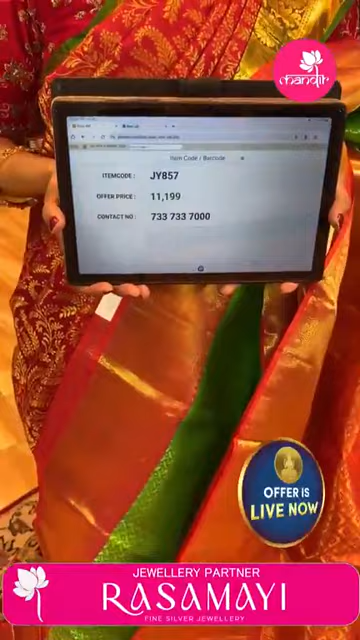 mandir
Item Code / Barcode
ITEMCODE : JY857
OFFER PRICE : 11,199
CONTACT NO : 733 733 7000
OFFER IS
LIVE NOW
JEWELLERY PARTNER
RASAMAYI
FINE SILVER JEWELLERY